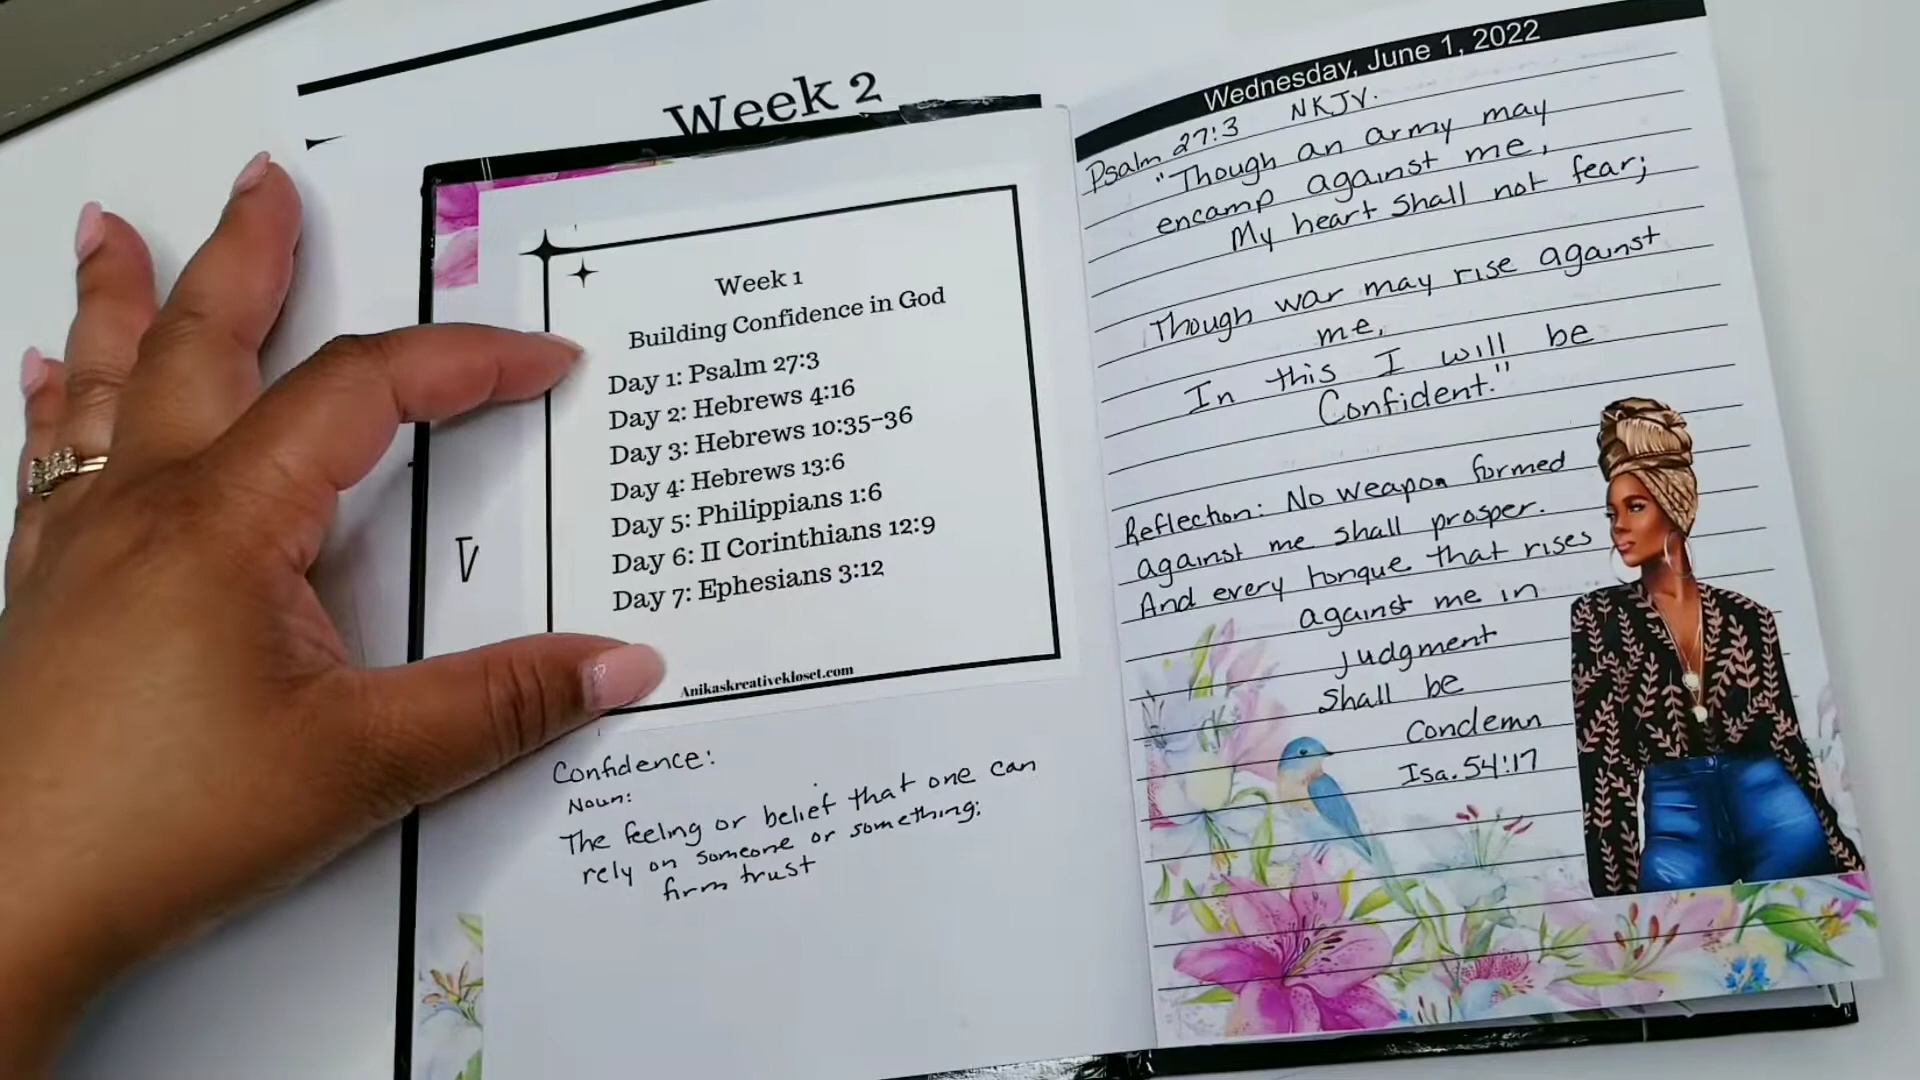 Week 2
Week 1
Building Confidence in God
Day 1: Psalm 27:3
Day 2: Hebrews 4:16
Day 3: Hebrews 10:35-36
Day 4: Hebrews 13:6
Day 5: Philippians 1:6
Day 6: II Corinthians 12:9
Day 7: Ephesians 3:12
Anikaskreativekloset.com
Confidence:
Noun:
The feeling or belief that one can
rely on someone or something;
firm trust
Wednesday, June 1, 2022
Psalm 27:3 NKJV.
"Though an army may
encamp against me,
My heart shall not fear;
Though war may rise against
me,
In this I will be
Confident."
Reflection: No weapon formed
against me shall prosper.
And every tongue that rises
against me in
judgment
Shall be
Condemn
Isa. 54:17